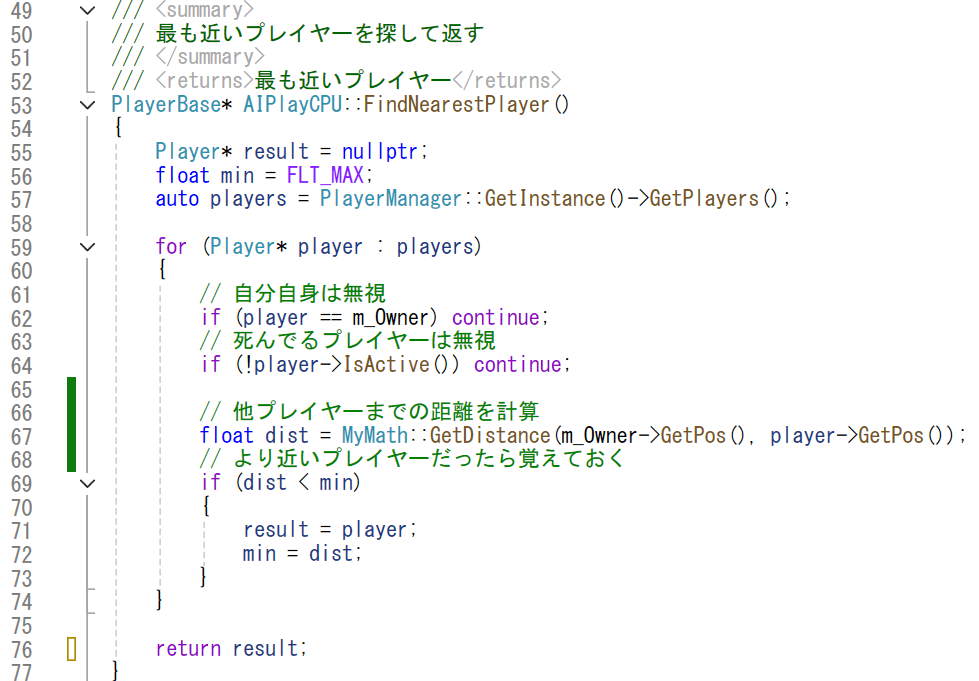 49 /// <summary>
50 /// 最も近いプレイヤーを探して返す
51 /// </summary>
52 /// <returns>最も近いプレイヤー</returns>
53 PlayerBase* AIPlayCPU::FindNearestPlayer()
54 {
55 Player* result = nullptr;
56 float min = FLT_MAX;
57 auto players = PlayerManager::GetInstance()->GetPlayers();
58
59 for (Player* player : players)
60 {
61 // 自分自身は無視
62 if (player == m_Owner) continue;
63 // 死んでるプレイヤーは無視
64 if (!player->IsActive()) continue;
65
66 // 他プレイヤーまでの距離を計算
67 float dist = MyMath::GetDistance(m_Owner->GetPos(), player->GetPos());
68 // より近いプレイヤーだったら覚えておく
69 if (dist < min)
70 {
71 result = player;
72 min = dist;
73 }
74 }
75
76 return result;
77 }